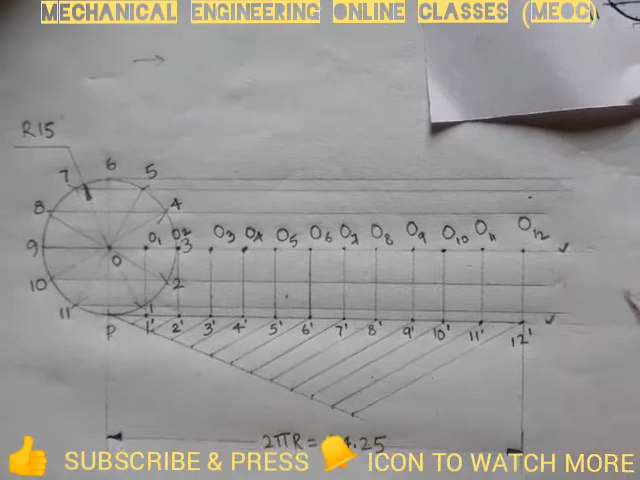 MECHANICAL ENGINEERING ONLINE CLASSES (MEOC)
R15
7 6 5
8 4
9 O O1 O2 3 O3 O4 O5 O6 O7 O8 O9 O10 O11 O12
10 2
11 1
P 1' 2' 3' 4' 5' 6' 7' 8' 9' 10' 11' 12'
2πR =
SUBSCRIBE & PRESS ICON TO WATCH MORE